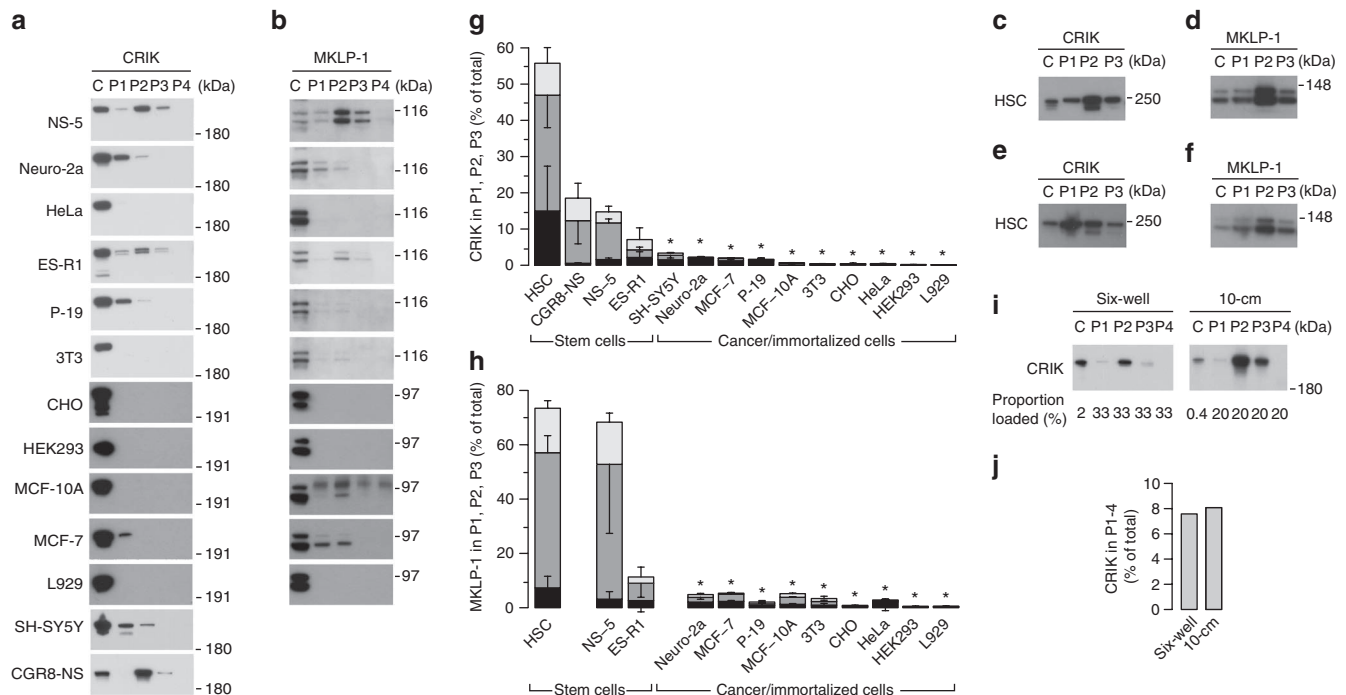 a
CRIK
C P1 P2 P3 P4 (kDa)
NS-5
- 180
Neuro-2a
- 180
HeLa
- 180
ES-R1
- 180
P-19
- 180
3T3
- 180
CHO
- 191
HEK293
- 191
MCF-10A
- 191
MCF-7
- 191
L929
- 191
SH-SY5Y
- 180
CGR8-NS
- 180
b
MKLP-1
C P1 P2 P3 P4 (kDa)
-116
-116
-116
-116
-116
-116
-97
-97
-97
-97
-97
g
CRIK in P1, P2, P3 (% of total)
60
50
40
30
20
10
0
* * * * * * * * * *
HSC
CGR8-NS
NS-5
ES-R1
SH-SY5Y
Neuro-2a
MCF-7
P-19
MCF-10A
3T3
CHO
HeLa
HEK293
L929
Stem cells
Cancer/immortalized cells
h
MKLP-1 in P1, P2, P3 (% of total)
80
60
40
20
0
* * * * * * * * *
HSC
NS-5
ES-R1
Neuro-2a
MCF-7
P-19
MCF-10A
3T3
CHO
HeLa
HEK293
L929
Stem cells
Cancer/immortalized cells
c
CRIK
C P1 P2 P3 (kDa)
HSC
-250
d
MKLP-1
C P1 P2 P3 (kDa)
-148
e
CRIK
C P1 P2 P3 (kDa)
HSC
-250
f
MKLP-1
C P1 P2 P3 (kDa)
-148
i
Six-well
10-cm
C P1 P2 P3 P4
C P1 P2 P3 P4 (kDa)
CRIK
-180
Proportion
loaded (%)
2 33 33 33 33
0.4 20 20 20 20
j
CRIK in P1-4
(% of total)
10
8
6
4
2
0
Six-well
10-cm